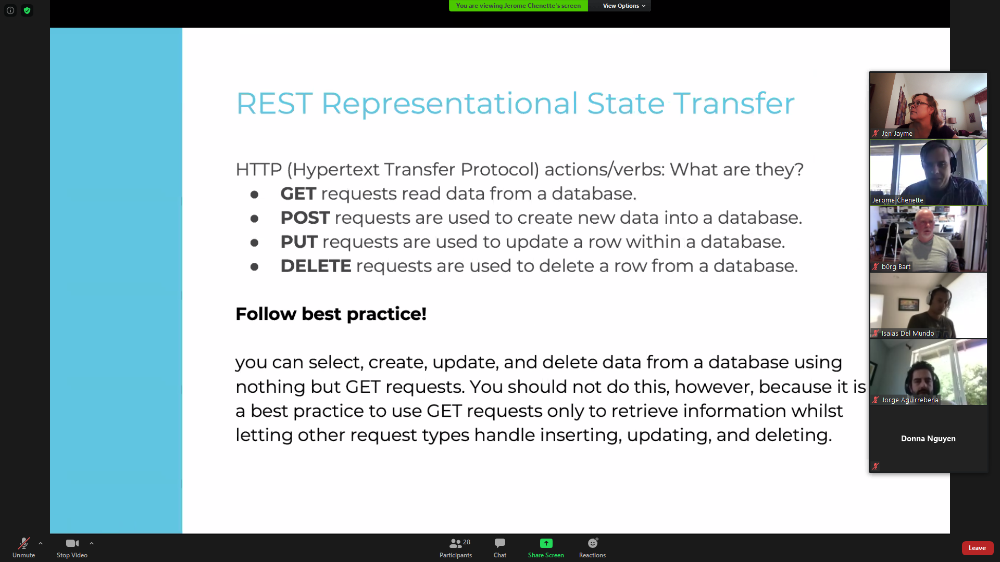 You are viewing Jerome Chenette's screen
View Options
REST Representational State Transfer
HTTP (Hypertext Transfer Protocol) actions/verbs: What are they?
● GET requests read data from a database.
● POST requests are used to create new data into a database.
● PUT requests are used to update a row within a database.
● DELETE requests are used to delete a row from a database.
Follow best practice!
you can select, create, update, and delete data from a database using
nothing but GET requests. You should not do this, however, because it is
a best practice to use GET requests only to retrieve information whilst
letting other request types handle inserting, updating, and deleting.
Jen Jayme
Jerome Chenette
b0rg Bart
Isaias Del Mundo
Jorge Aguirrebena
Donna Nguyen
Unmute
Stop Video
Participants
28
Chat
Share Screen
Reactions
Leave